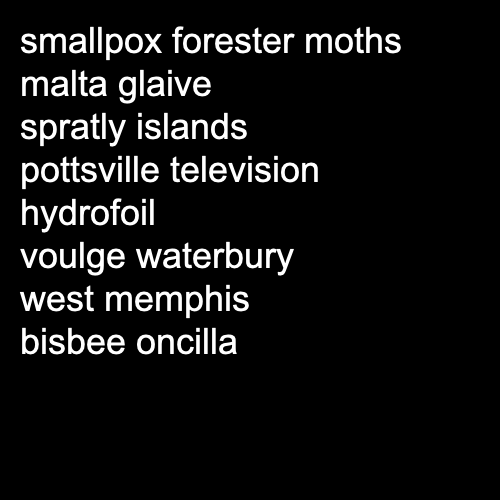 smallpox forester moths
malta glaive
spratly islands
pottsville television
hydrofoil
voulge waterbury
west memphis
bisbee oncilla